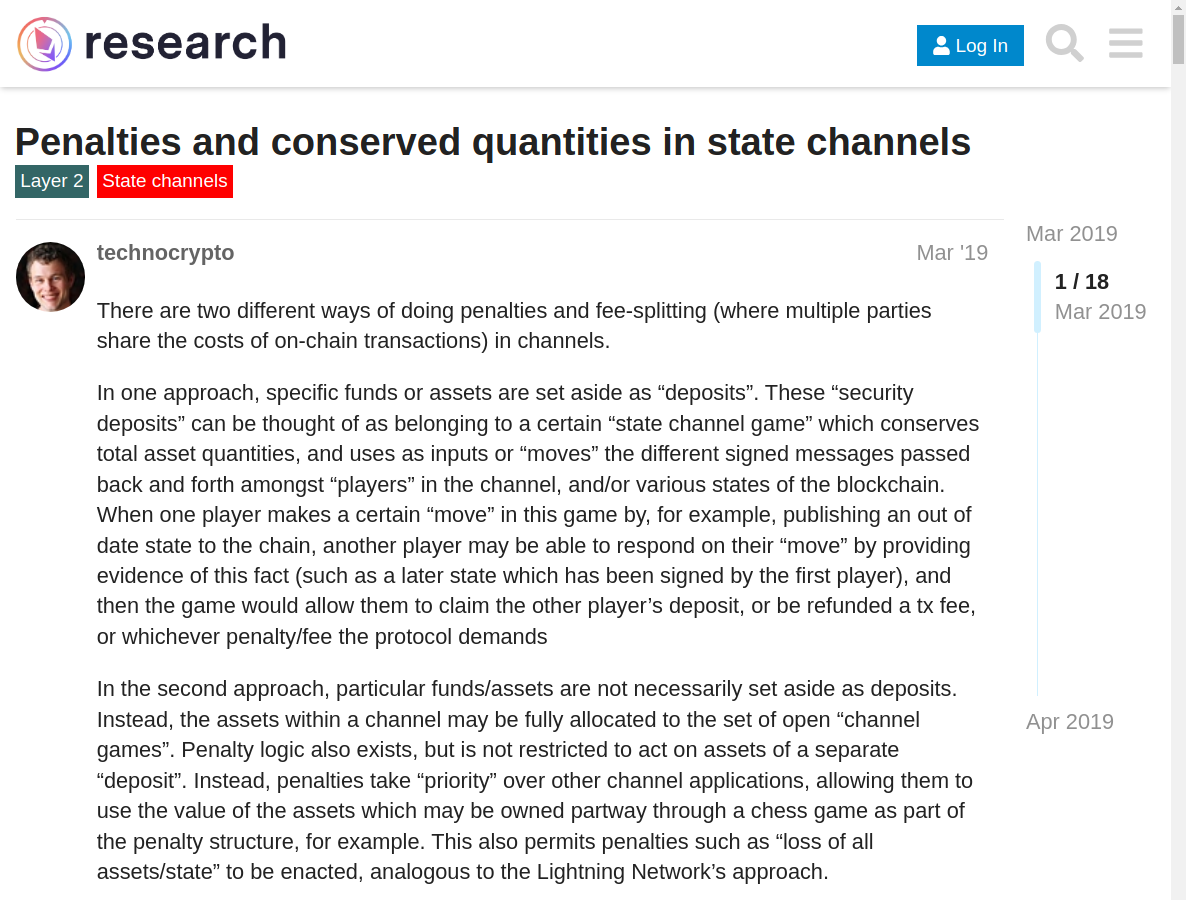 research
Log In
Penalties and conserved quantities in state channels
Layer 2 State channels
technocrypto
Mar '19
There are two different ways of doing penalties and fee-splitting (where multiple parties
share the costs of on-chain transactions) in channels.
In one approach, specific funds or assets are set aside as “deposits”. These “security
deposits” can be thought of as belonging to a certain “state channel game” which conserves
total asset quantities, and uses as inputs or “moves” the different signed messages passed
back and forth amongst “players” in the channel, and/or various states of the blockchain.
When one player makes a certain “move” in this game by, for example, publishing an out of
date state to the chain, another player may be able to respond on their “move” by providing
evidence of this fact (such as a later state which has been signed by the first player), and
then the game would allow them to claim the other player’s deposit, or be refunded a tx fee,
or whichever penalty/fee the protocol demands
In the second approach, particular funds/assets are not necessarily set aside as deposits.
Instead, the assets within a channel may be fully allocated to the set of open “channel
games”. Penalty logic also exists, but is not restricted to act on assets of a separate
“deposit”. Instead, penalties take “priority” over other channel applications, allowing them to
use the value of the assets which may be owned partway through a chess game as part of
the penalty structure, for example. This also permits penalties such as “loss of all
assets/state” to be enacted, analogous to the Lightning Network’s approach.
Mar 2019
1 / 18
Mar 2019
Apr 2019